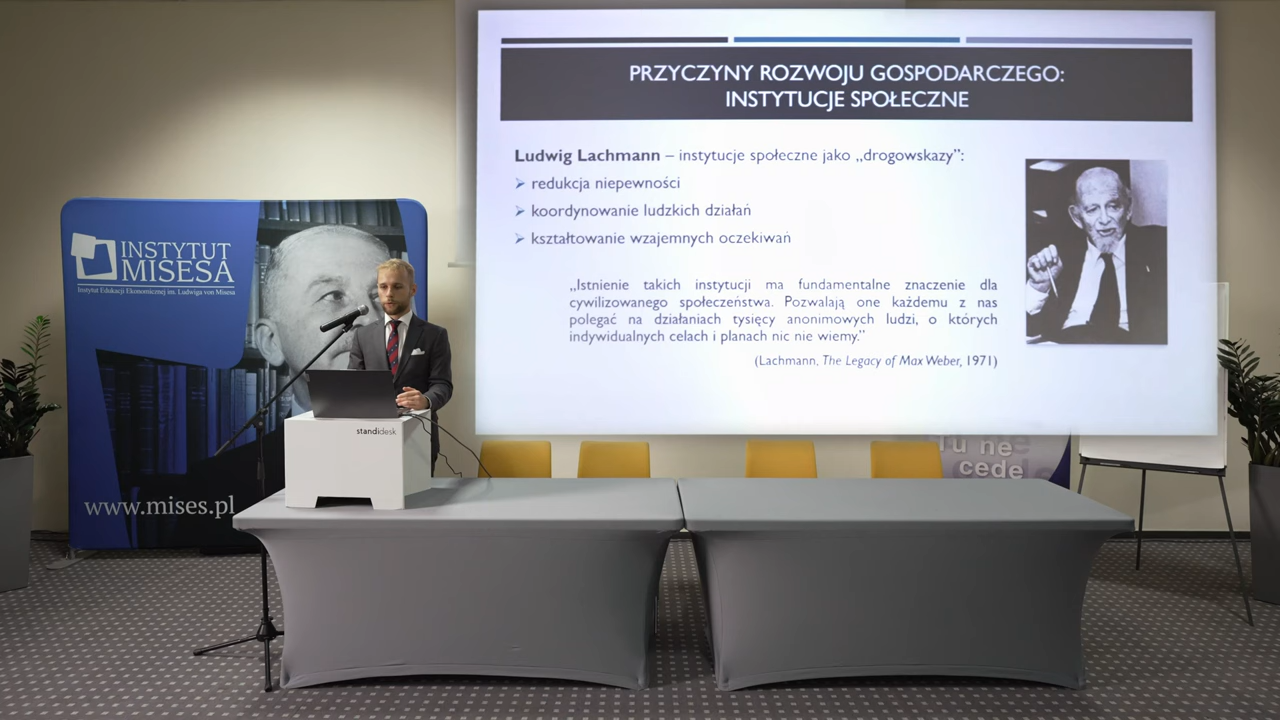 PRZYCZYNY ROZWOJU GOSPODARCZEGO:
INSTYTUCJE SPOŁECZNE
Ludwig Lachmann – instytucje społeczne jako „drogowskazy”:
➢ redukcja niepewności
➢ koordynowanie ludzkich działań
➢ kształtowanie wzajemnych oczekiwań
„Istnienie takich instytucji ma fundamentalne znaczenie dla
cywilizowanego społeczeństwa. Pozwalają one każdemu z nas
polegać na działaniach tysięcy anonimowych ludzi, o których
indywidualnych celach i planach nic nie wiemy.”
(Lachmann, The Legacy of Max Weber, 1971)
INSTYTUT
MISESA
Instytut Edukacji Ekonomicznej im. Ludwiga von Misesa
www.mises.pl
standidesk
Tu ne
cede